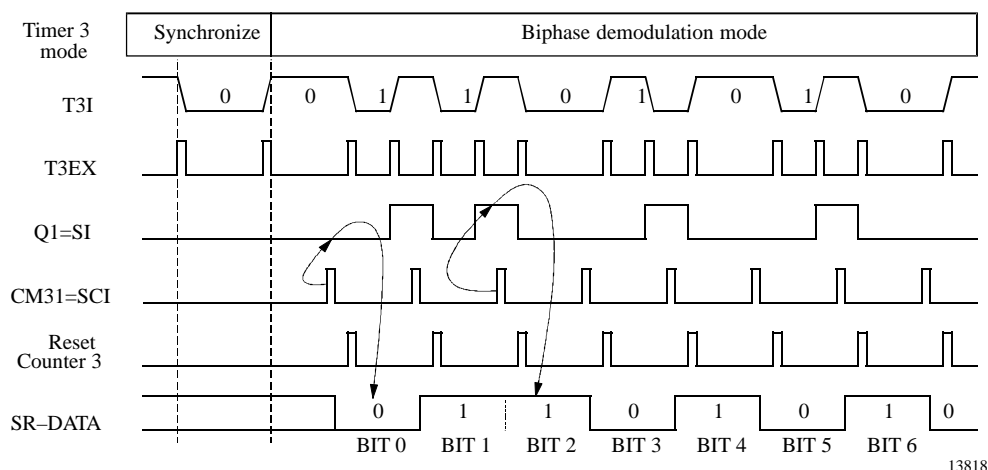 Timer 3
mode
Synchronize
Biphase demodulation mode
T3I
0 0 1 1 0 1 0 1 0
T3EX
Q1=SI
CM31=SCI
Reset
Counter 3
SR–DATA
0 1 1 0 1 0 1 0
BIT 0 BIT 1 BIT 2 BIT 3 BIT 4 BIT 5 BIT 6
13818